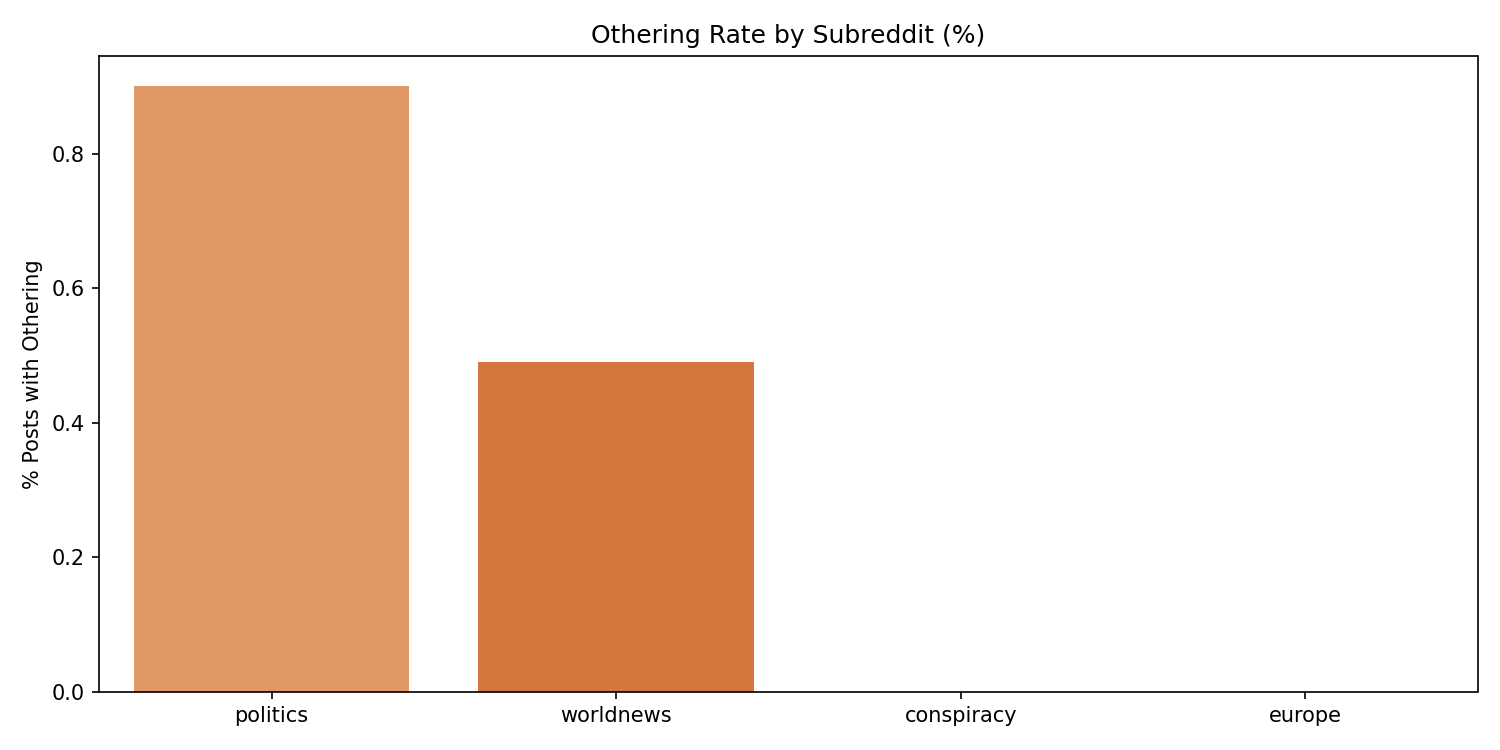 Othering Rate by Subreddit (%)
% Posts with Othering
0.8
0.6
0.4
0.2
0.0
politics
worldnews
conspiracy
europe